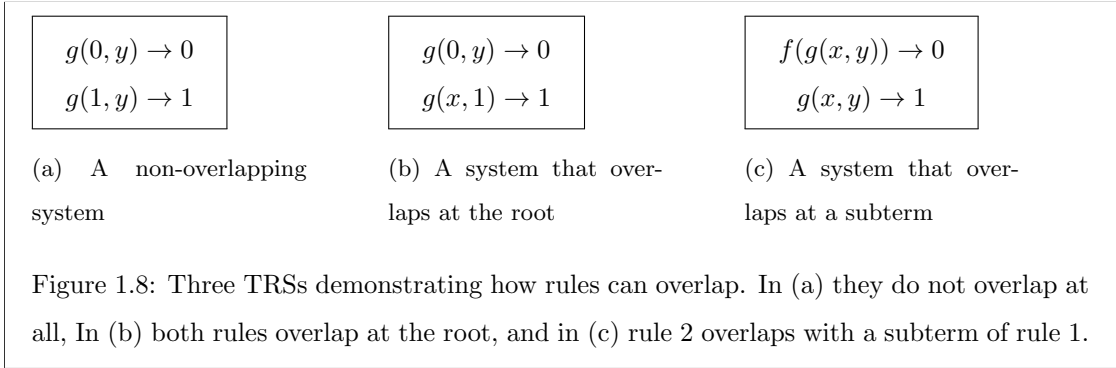 g(0, y) → 0
g(1, y) → 1
(a) A non-overlapping
system
g(0, y) → 0
g(x, 1) → 1
(b) A system that over-
laps at the root
f(g(x, y)) → 0
g(x, y) → 1
(c) A system that over-
laps at a subterm
Figure 1.8: Three TRSs demonstrating how rules can overlap. In (a) they do not overlap at
all, In (b) both rules overlap at the root, and in (c) rule 2 overlaps with a subterm of rule 1.